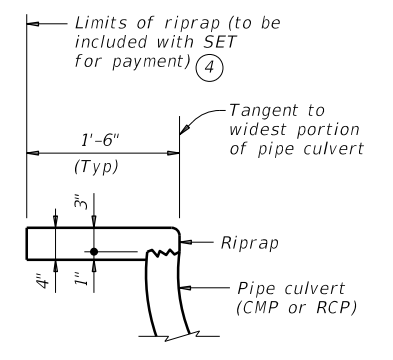 Limits of riprap (to be
included with SET
for payment) 4
Tangent to
widest portion
of pipe culvert
1'-6"
(Typ)
3"
Riprap
4"
1"
Pipe culvert
(CMP or RCP)